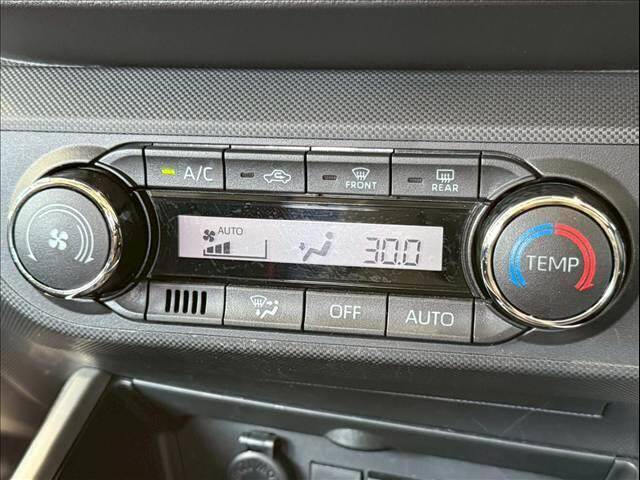 A/C
FRONT
REAR
AUTO
30.0
TEMP
OFF
AUTO